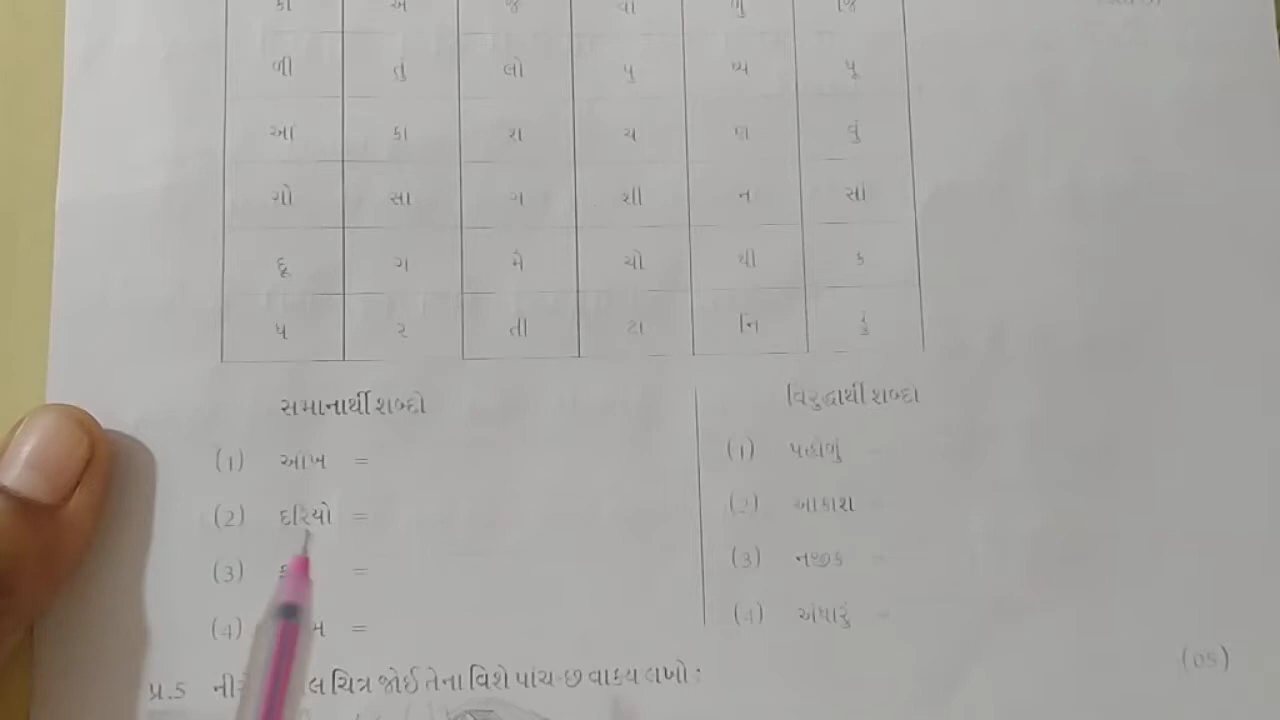 ળી તું લો પુ ષ્પ પૂ
આ કા શ ય ણ વું
ગો સા ગ શી ન સાં
દૂ ગ મે ચો થી ક
પ ર તી ટા નિ ડું
સમાનાર્થી શબ્દો
(1) આંખ =
(2) દરિયો =
(3) =
(4) =
વિરુદ્ધાર્થી શબ્દો
(1) પહોળું
(2) આકાશ
(3) નજીક
(4) અંધારું
પ્ર.5 ચિત્ર જોઈ તેના વિશે પાંચ-છ વાક્ય લખો :
(05)